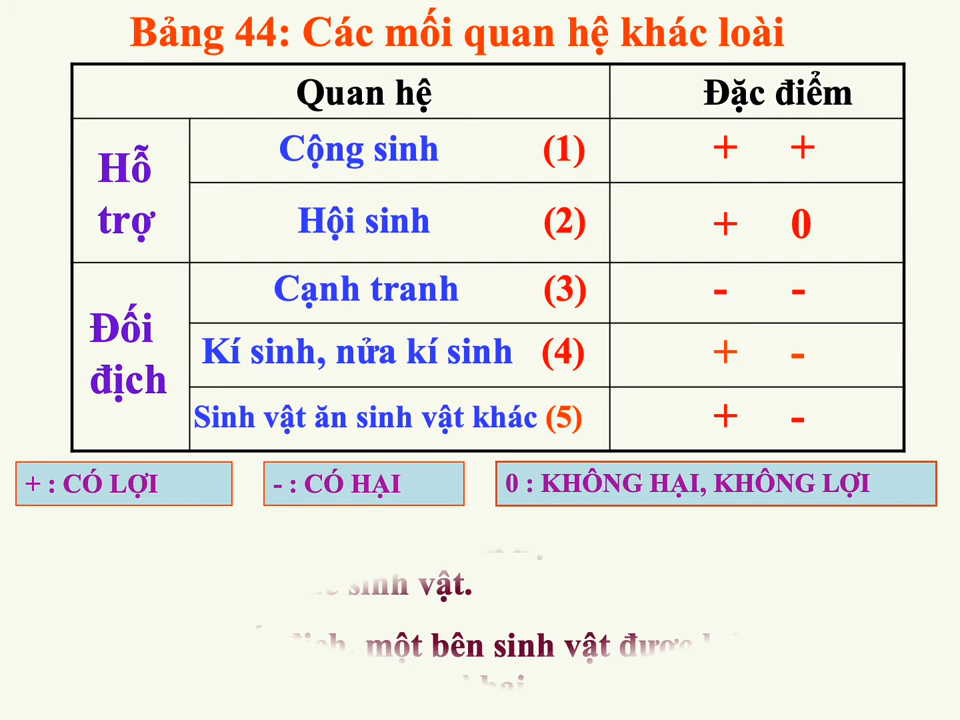 Bảng 44: Các mối quan hệ khác loài
Quan hệ Đặc điểm
Hỗ trợ
Cộng sinh (1) + +
Hội sinh (2) + 0
Đối địch
Cạnh tranh (3) - -
Kí sinh, nửa kí sinh (4) + -
Sinh vật ăn sinh vật khác (5) + -
+ : CÓ LỢI - : CÓ HẠI 0 : KHÔNG HẠI, KHÔNG LỢI
sinh vật.
địch, một bên sinh vật được
hại